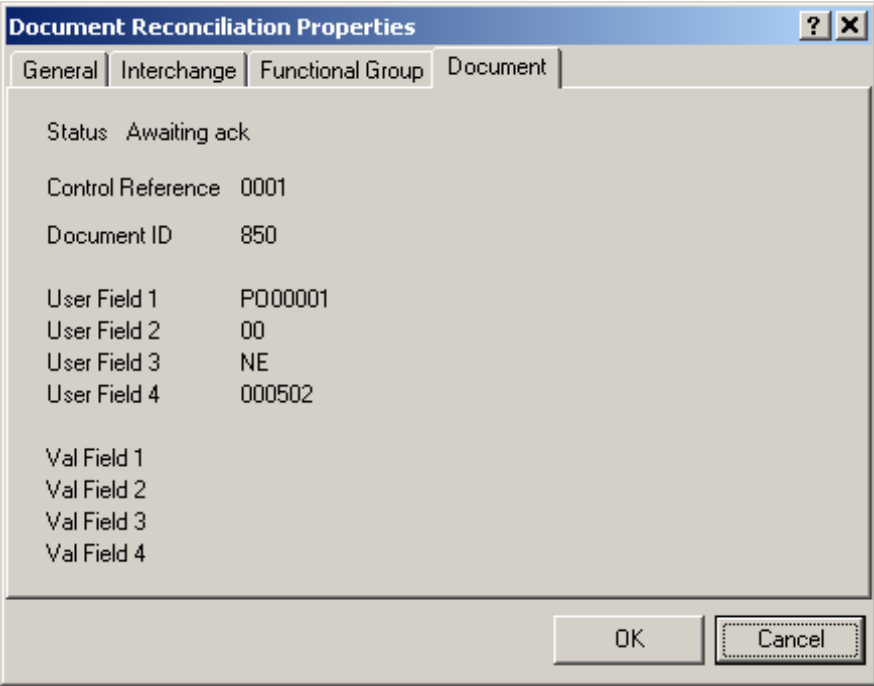 Document Reconciliation Properties ?
General Interchange Functional Group Document
Status Awaiting ack
Control Reference 0001
Document ID 850
User Field 1 PO00001
User Field 2 00
User Field 3 NE
User Field 4 000502
Val Field 1
Val Field 2
Val Field 3
Val Field 4
OK Cancel